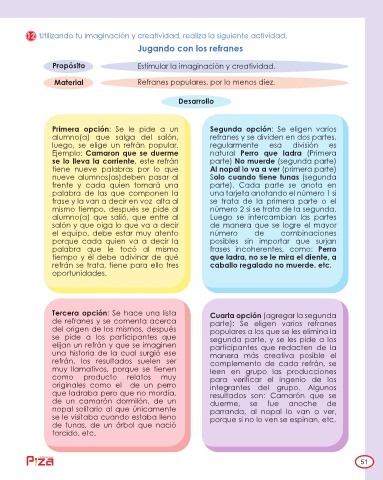 12 Utilizando tu imaginación y creatividad, realiza la siguiente actividad.
Jugando con los refranes
Propósito Estimular la imaginación y creatividad.
Material Refranes populares, por lo menos diez.
Desarrollo
Primera opción: Se le pide a un
alumno(a) que salga del salón,
luego, se elige un refrán popular.
Ejemplo: Camaron que se duerme
se lo lleva la corriente, este refrán
tiene nueve palabras por lo que
nueve alumnos(as)deben pasar al
frente y cada quien tomará una
palabra de las que componen la
frase y la van a decir en voz alta al
mismo tiempo, después se pide al
alumno(a) que salió, que entre al
salón y que oiga lo que va a decir
el equipo, debe estar muy atento
porque cada quien va a decir la
palabra que le tocó al mismo
tiempo y él debe adivinar de qué
refrán se trata, tiene para ello tres
oportunidades.
Segunda opción: Se eligen varios
refranes y se dividen en dos partes,
regularmente esa división es
natural Perro que ladra (Primera
parte) No muerde (segunda parte)
Al nopal lo va a ver (primera parte)
Solo cuando tiene tunas (segunda
parte). Cada parte se anota en
una tarjeta anotando el número 1 si
se trata de la primera parte o el
número 2 si se trata de la segunda.
Luego se intercambian las partes
de manera que se logre el mayor
número de combinaciones
posibles sin importar que surjan
frases incoherentes, como: Perro
que ladra, no se le mira el diente, a
caballo regalado no muerde. etc.
Tercera opción: Se hace una lista
de refranes y se comenta acerca
del origen de los mismos, después
se pide a los participantes que
elijan un refrán y que se imaginen
una historia de la cual surgió ese
refrán, los resultados suelen ser
muy llamativos, porque se tienen
como producto relatos muy
originales como el de un perro
que ladraba pero que no mordía,
de un camarón dormilón, de un
nopal solitario al que únicamente
se le visitaba cuando estaba lleno
de tunas, de un árbol que nació
torcido, etc.
Cuarta opción (agregar la segunda
parte): Se eligen varios refranes
populares a los que se les elimina la
segunda parte, y se les pide a los
participantes que redacten de la
manera más creativa posible el
complemento de cada refrán, se
leen en grupo las producciones
para verificar el ingenio de los
integrantes del grupo. Algunos
resultados son: Camarón que se
duerme, se fue anoche de
parranda, al nopal lo van a ver,
porque si no lo ven se espinan, etc.
51